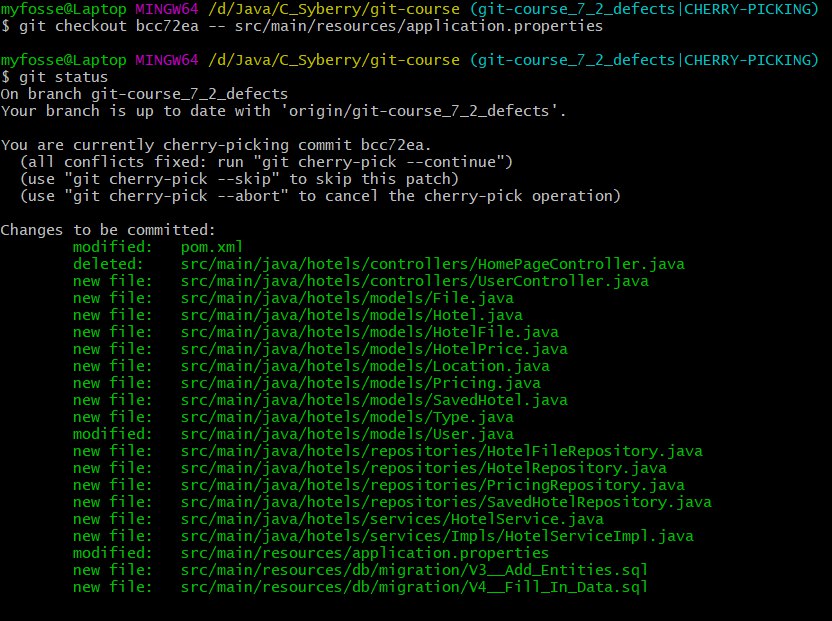 myfosse@Laptop MINGW64 /d/Java/C_Syberry/git-course (git-course_7_2_defects|CHERRY-PICKING)
$ git checkout bcc72ea -- src/main/resources/application.properties
myfosse@Laptop MINGW64 /d/Java/C_Syberry/git-course (git-course_7_2_defects|CHERRY-PICKING)
$ git status
On branch git-course_7_2_defects
Your branch is up to date with 'origin/git-course_7_2_defects'.
You are currently cherry-picking commit bcc72ea.
(all conflicts fixed: run "git cherry-pick --continue")
(use "git cherry-pick --skip" to skip this patch)
(use "git cherry-pick --abort" to cancel the cherry-pick operation)
Changes to be committed:
modified: pom.xml
deleted: src/main/java/hotels/controllers/HomePageController.java
new file: src/main/java/hotels/controllers/UserController.java
new file: src/main/java/hotels/models/File.java
new file: src/main/java/hotels/models/Hotel.java
new file: src/main/java/hotels/models/HotelFile.java
new file: src/main/java/hotels/models/HotelPrice.java
new file: src/main/java/hotels/models/Location.java
new file: src/main/java/hotels/models/Pricing.java
new file: src/main/java/hotels/models/SavedHotel.java
new file: src/main/java/hotels/models/Type.java
modified: src/main/java/hotels/models/User.java
new file: src/main/java/hotels/repositories/HotelFileRepository.java
new file: src/main/java/hotels/repositories/HotelRepository.java
new file: src/main/java/hotels/repositories/PricingRepository.java
new file: src/main/java/hotels/repositories/SavedHotelRepository.java
new file: src/main/java/hotels/services/HotelService.java
new file: src/main/java/hotels/services/Impls/HotelServiceImpl.java
modified: src/main/resources/application.properties
new file: src/main/resources/db/migration/V3__Add_Entities.sql
new file: src/main/resources/db/migration/V4__Fill_In_Data.sql